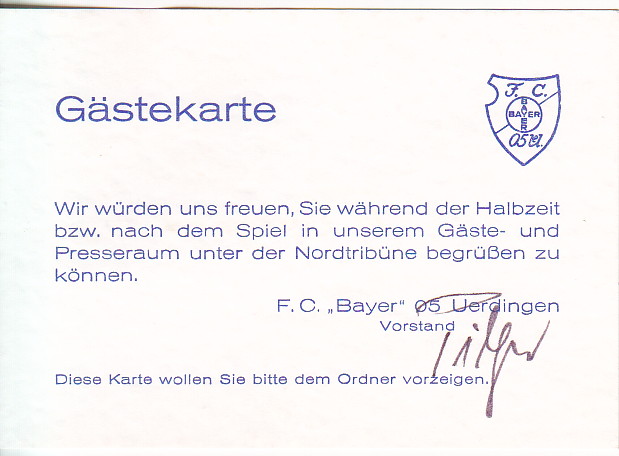 F. C.
BAYER
BAYER
05 Ü.
Gästekarte
Wir würden uns freuen, Sie während der Halbzeit
bzw. nach dem Spiel in unserem Gäste- und
Presseraum unter der Nordtribüne begrüßen zu
können.
F. C. „Bayer" 05 Uerdingen
Vorstand
Diese Karte wollen Sie bitte dem Ordner vorzeigen.